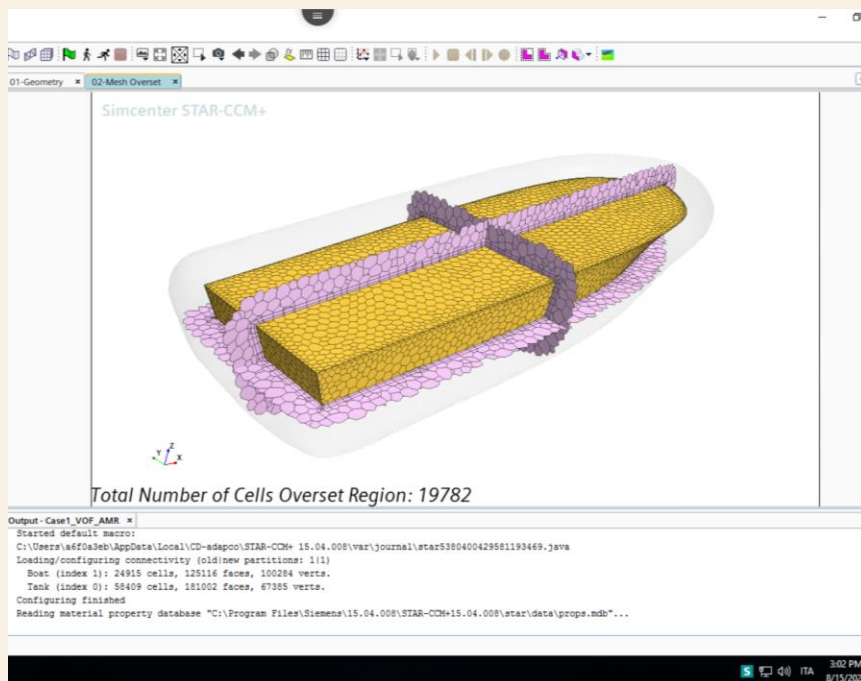 01-Geometry × 02-Mesh Overset ×
Simcenter STAR-CCM+
Y Z X
Total Number of Cells Overset Region: 19782
Output - Case1_VOF_AMR ×
Started default macro:
C:\Users\a6f0a3eb\AppData\Local\CD-adapco\STAR-CCM+ 15.04.008\var\journal\star5380400429581193469.java
Loading/configuring connectivity (old|new partitions: 1|1)
Boat (index 1): 24915 cells, 125116 faces, 100284 verts.
Tank (index 0): 58409 cells, 181002 faces, 67385 verts.
Configuring finished
Reading material property database "C:\Program Files\Siemens\15.04.008\STAR-CCM+15.04.008\star\data\props.mdb"...
S ITA 3:02 PM
8/15/202